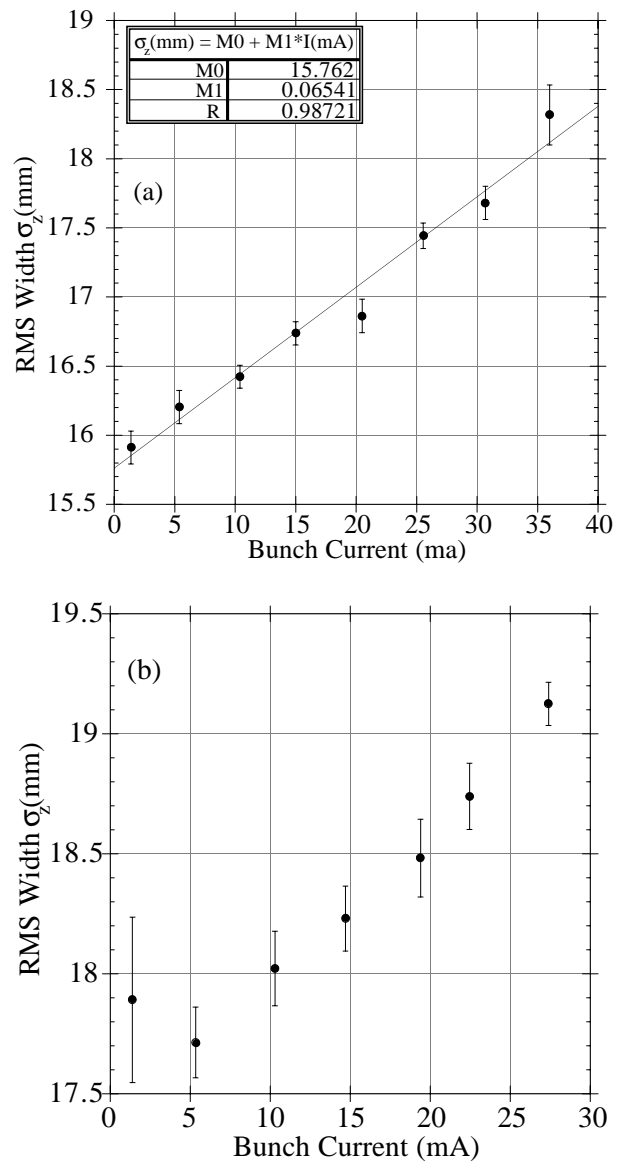 19
18.5
18
17.5
17
16.5
16
15.5
RMS Width σz(mm)
σz(mm) = M0 + M1*I(mA)
M0 15.762
M1 0.06541
R 0.98721
(a)
0 5 10 15 20 25 30 35 40
Bunch Current (ma)
19.5
19
18.5
18
17.5
RMS Width σz(mm)
(b)
0 5 10 15 20 25 30
Bunch Current (mA)